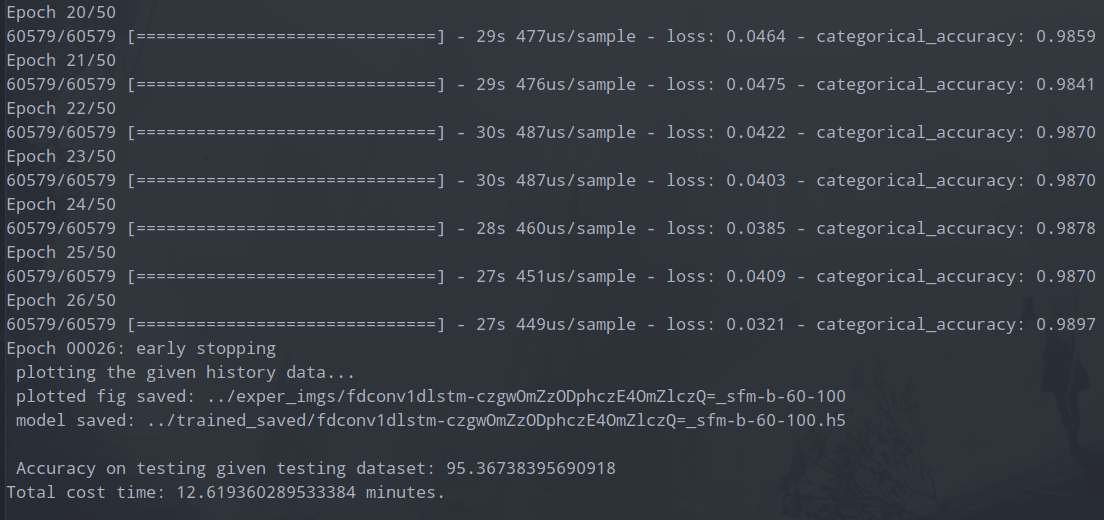 Epoch 20/50
60579/60579 [==============================] - 29s 477us/sample - loss: 0.0464 - categorical_accuracy: 0.9859
Epoch 21/50
60579/60579 [==============================] - 29s 476us/sample - loss: 0.0475 - categorical_accuracy: 0.9841
Epoch 22/50
60579/60579 [==============================] - 30s 487us/sample - loss: 0.0422 - categorical_accuracy: 0.9870
Epoch 23/50
60579/60579 [==============================] - 30s 487us/sample - loss: 0.0403 - categorical_accuracy: 0.9870
Epoch 24/50
60579/60579 [==============================] - 28s 460us/sample - loss: 0.0385 - categorical_accuracy: 0.9878
Epoch 25/50
60579/60579 [==============================] - 27s 451us/sample - loss: 0.0409 - categorical_accuracy: 0.9870
Epoch 26/50
60579/60579 [==============================] - 27s 449us/sample - loss: 0.0321 - categorical_accuracy: 0.9897
Epoch 00026: early stopping
plotting the given history data...
plotted fig saved: ../exper_imgs/fdconv1dlstm-czgwOmZzODphczE4OmZlczQ=_sfm-b-60-100
model saved: ../trained_saved/fdconv1dlstm-czgwOmZzODphczE4OmZlczQ=_sfm-b-60-100.h5
Accuracy on testing given testing dataset: 95.36738395690918
Total cost time: 12.619360289533384 minutes.